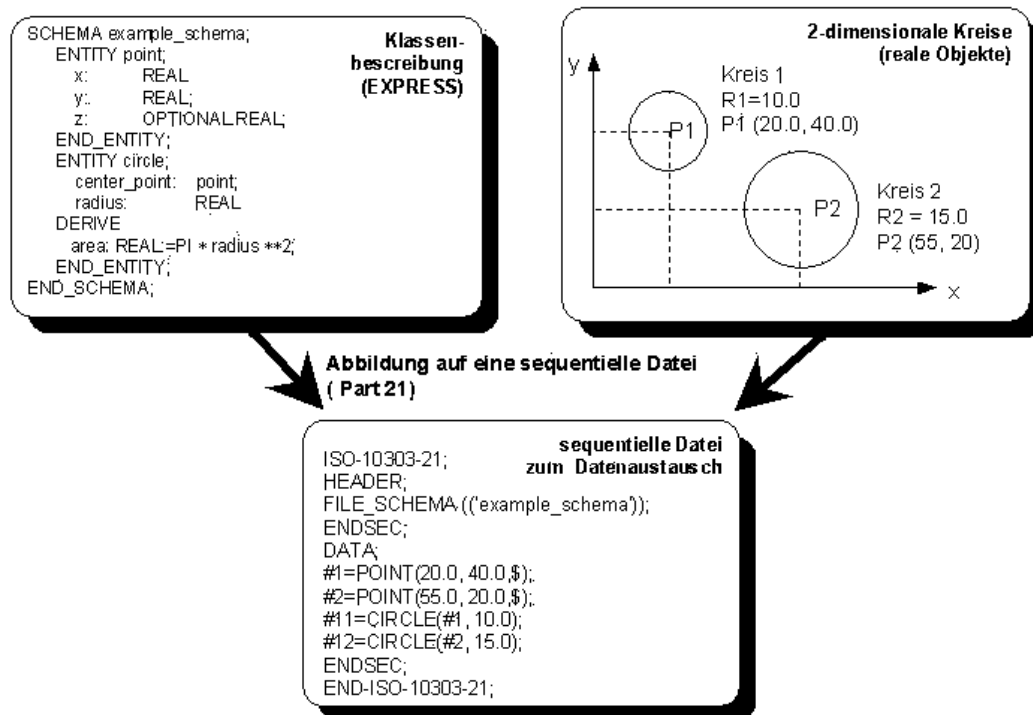 SCHEMA example_schema;
ENTITY point;
x: REAL
y: REAL;
z: OPTIONAL REAL;
END_ENTITY;
ENTITY circle;
center_point: point;
radius: REAL
DERIVE
area: REAL:=PI * radius **2;
END_ENTITY;
END_SCHEMA;
Klassen-
bescreibung
(EXPRESS)
2-dimensionale Kreise
(reale Objekte)
y
Kreis 1
R1=10.0
P1 (20.0, 40.0)
P1
Kreis 2
R2 = 15.0
P2 (55, 20)
P2
x
Abbildung auf eine sequentielle Datei
( Part 21)
sequentielle Datei
zum Datenaustausch
ISO-10303-21;
HEADER;
FILE_SCHEMA (('example_schema'));
ENDSEC;
DATA;
#1=POINT(20.0, 40.0,$);
#2=POINT(55.0, 20.0,$);
#11=CIRCLE(#1, 10.0);
#12=CIRCLE(#2, 15.0);
ENDSEC;
END-ISO-10303-21;